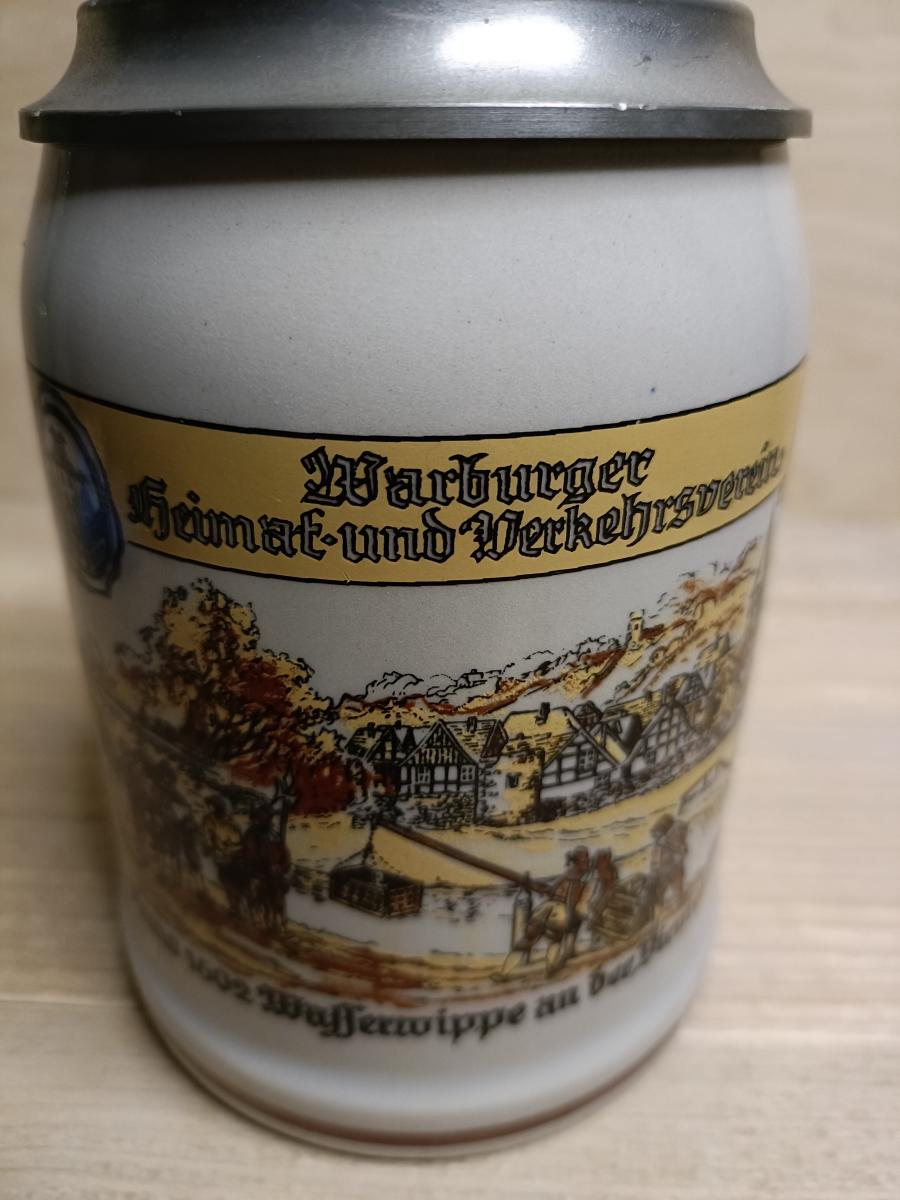 Warburger
Heimat- und Verkehrsverein
1602 Wasserwippe an der